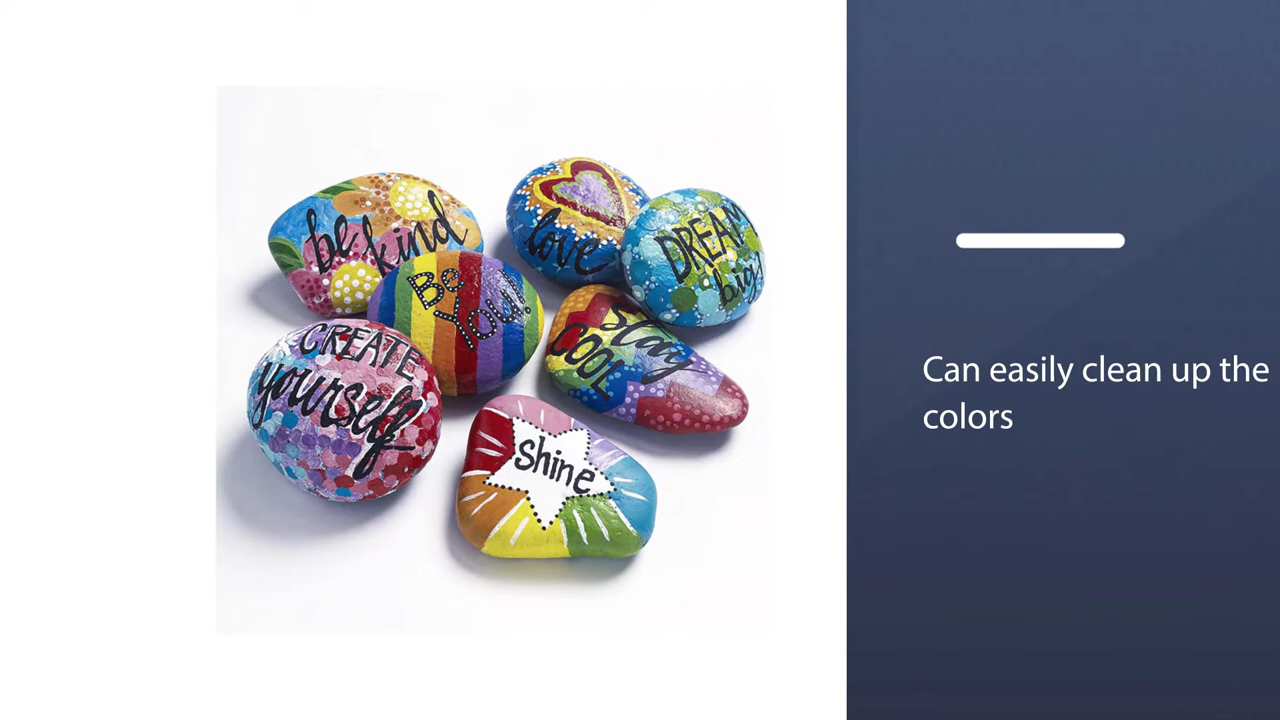 be kind
love
DREAM
big!
Be
YOU!
Stay
COOL
CREATE
yourself
Shine
Can easily clean up the
colors